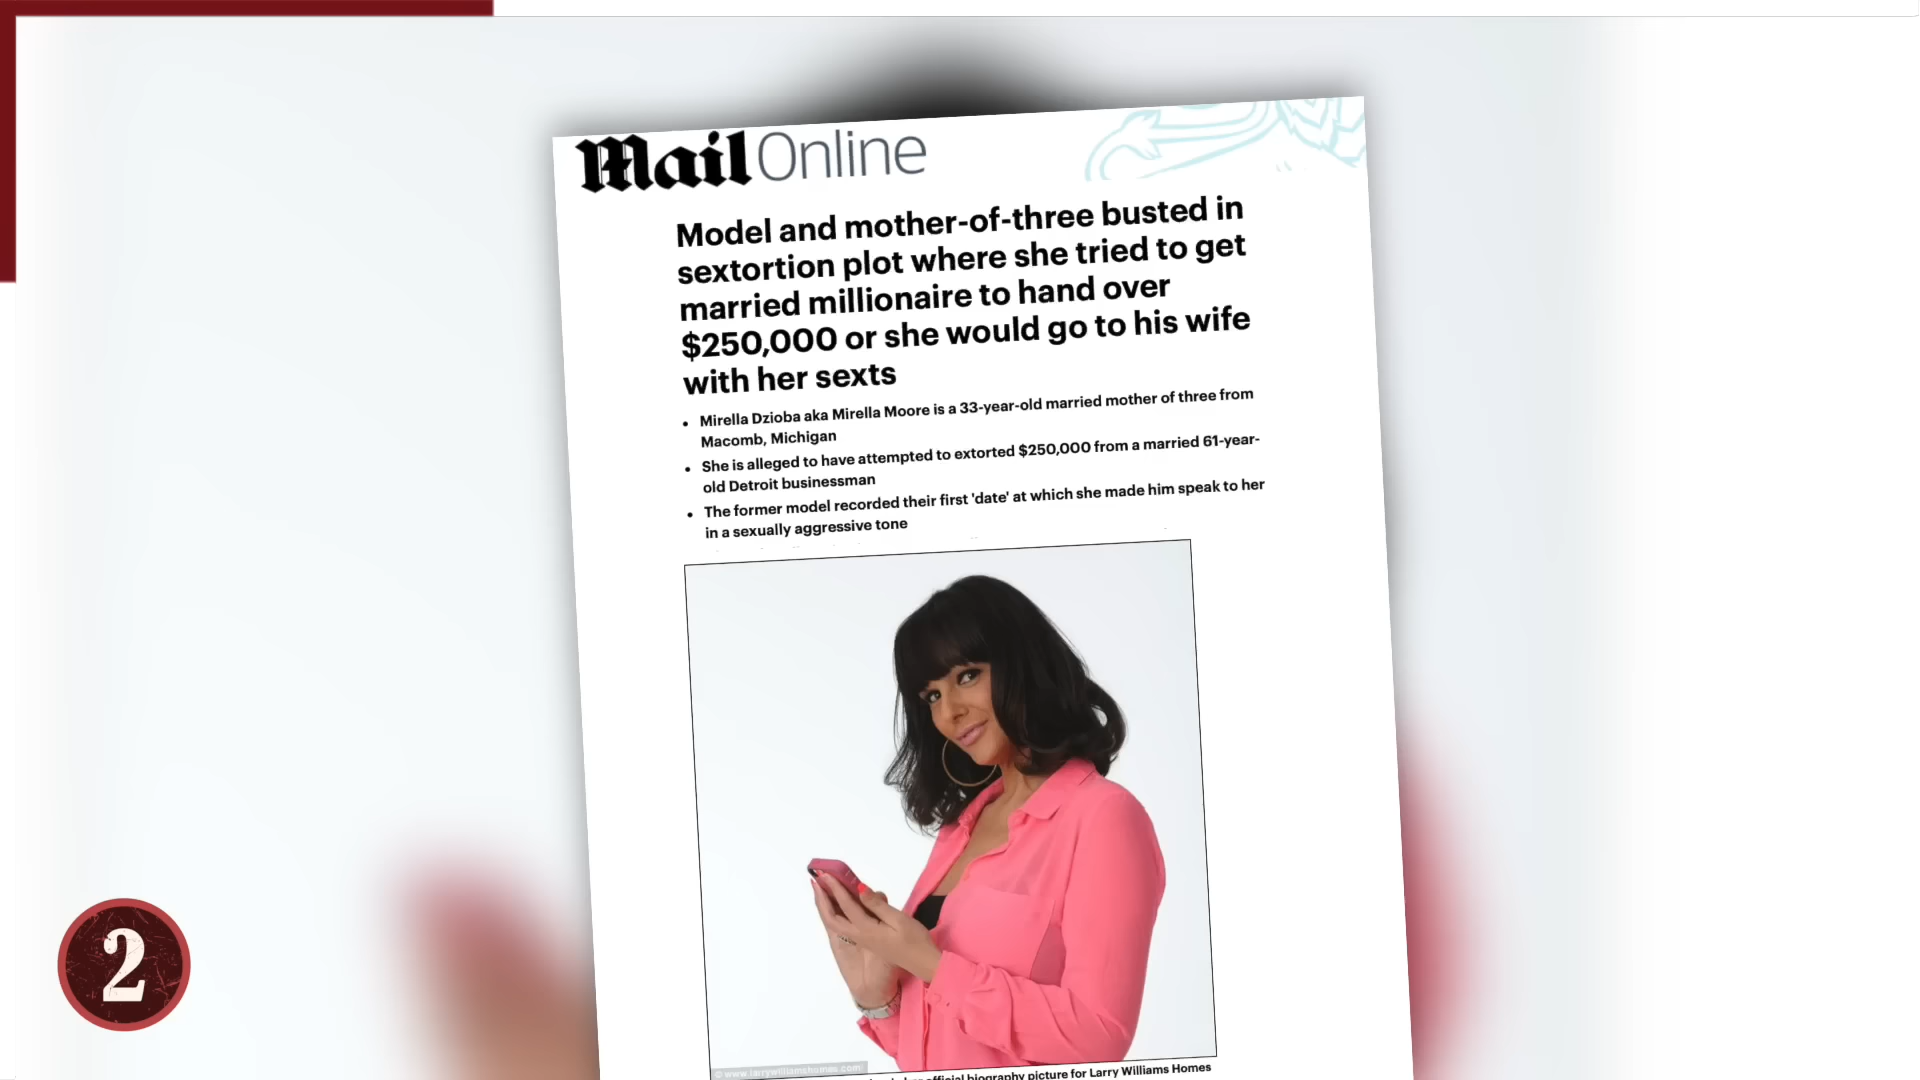 Mail Online
Model and mother-of-three busted in
sextortion plot where she tried to get
married millionaire to hand over
$250,000 or she would go to his wife
with her sexts
• Mirella Dzioba aka Mirella Moore is a 33-year-old married mother of three from
Macomb, Michigan
• She is alleged to have attempted to extorted $250,000 from a married 61-year-
old Detroit businessman
• The former model recorded their first 'date' at which she made him speak to her
in a sexually aggressive tone
© www.larrywilliamshomes.com
official biography picture for Larry Williams Homes
2